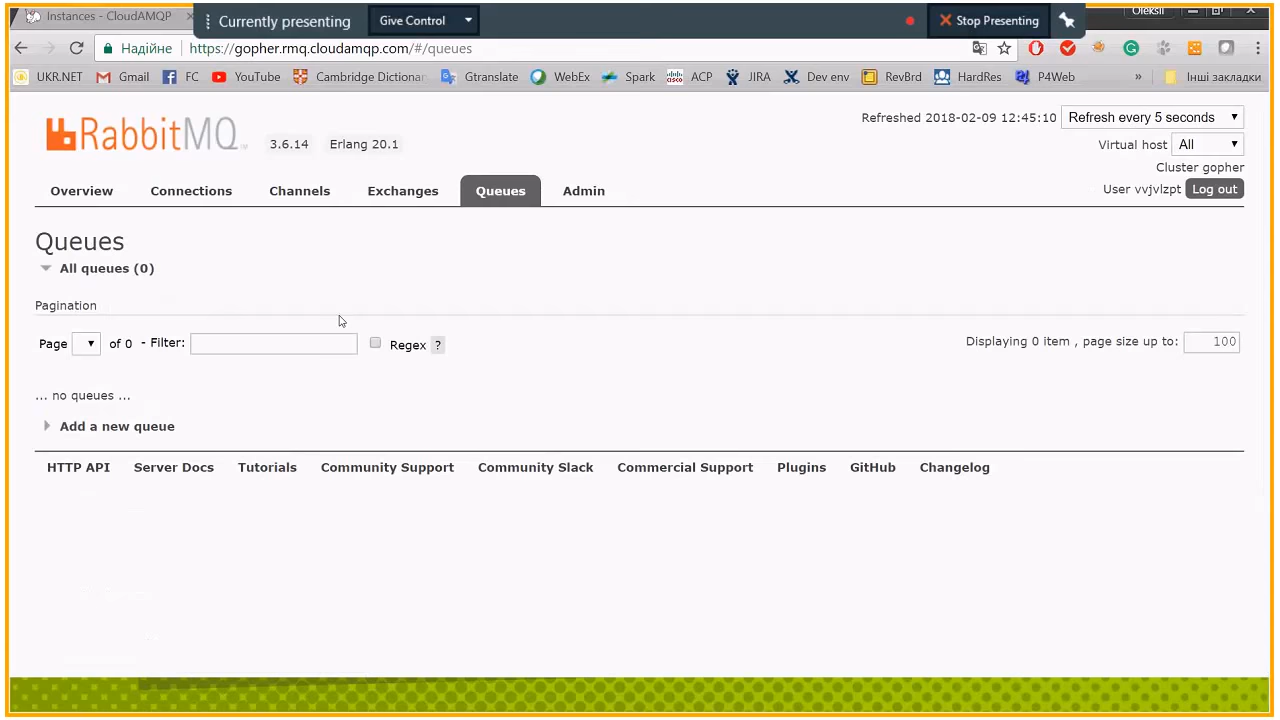 Instances - CloudAMQP ×
Currently presenting
Give Control
Stop Presenting
Oleksii
Надійне
https://gopher.rmq.cloudamqp.com/#/queues
UKR.NET Gmail FC YouTube Cambridge Dictionar Gtranslate WebEx Spark ACP JIRA Dev env RevBrd HardRes P4Web » Інші закладки
RabbitMQ TM 3.6.14 Erlang 20.1
Refreshed 2018-02-09 12:45:10 Refresh every 5 seconds
Virtual host All
Cluster gopher
User vvjvlzpt Log out
Overview Connections Channels Exchanges Queues Admin
Queues
All queues (0)
Pagination
Page of 0 - Filter: Regex ? Displaying 0 item , page size up to: 100
... no queues ...
Add a new queue
HTTP API Server Docs Tutorials Community Support Community Slack Commercial Support Plugins GitHub Changelog